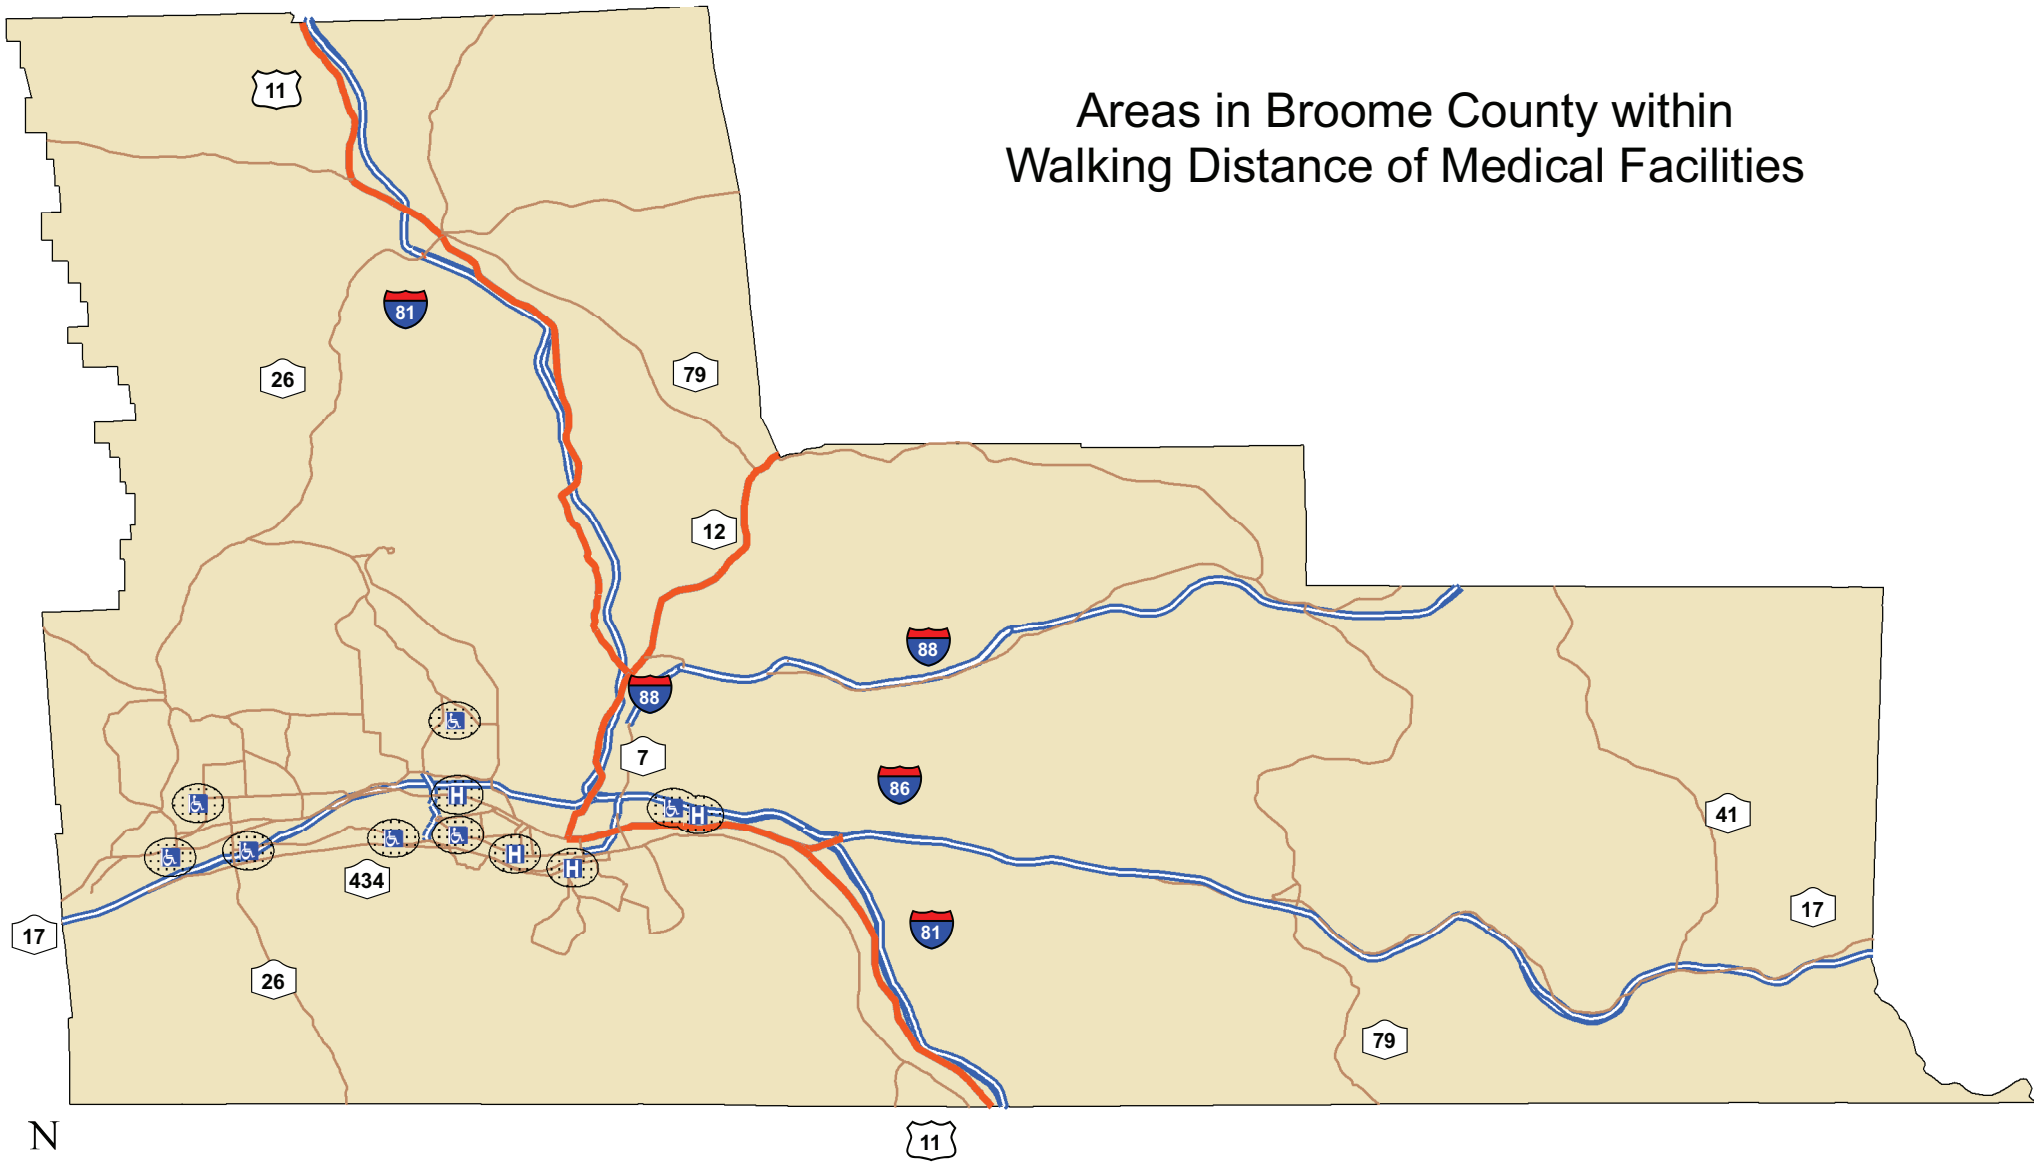 Areas in Broome County within
Walking Distance of Medical Facilities
11
81
26
79
12
88
88
7
86
H
H
41
H
H
434
17
17
81
26
79
N
11